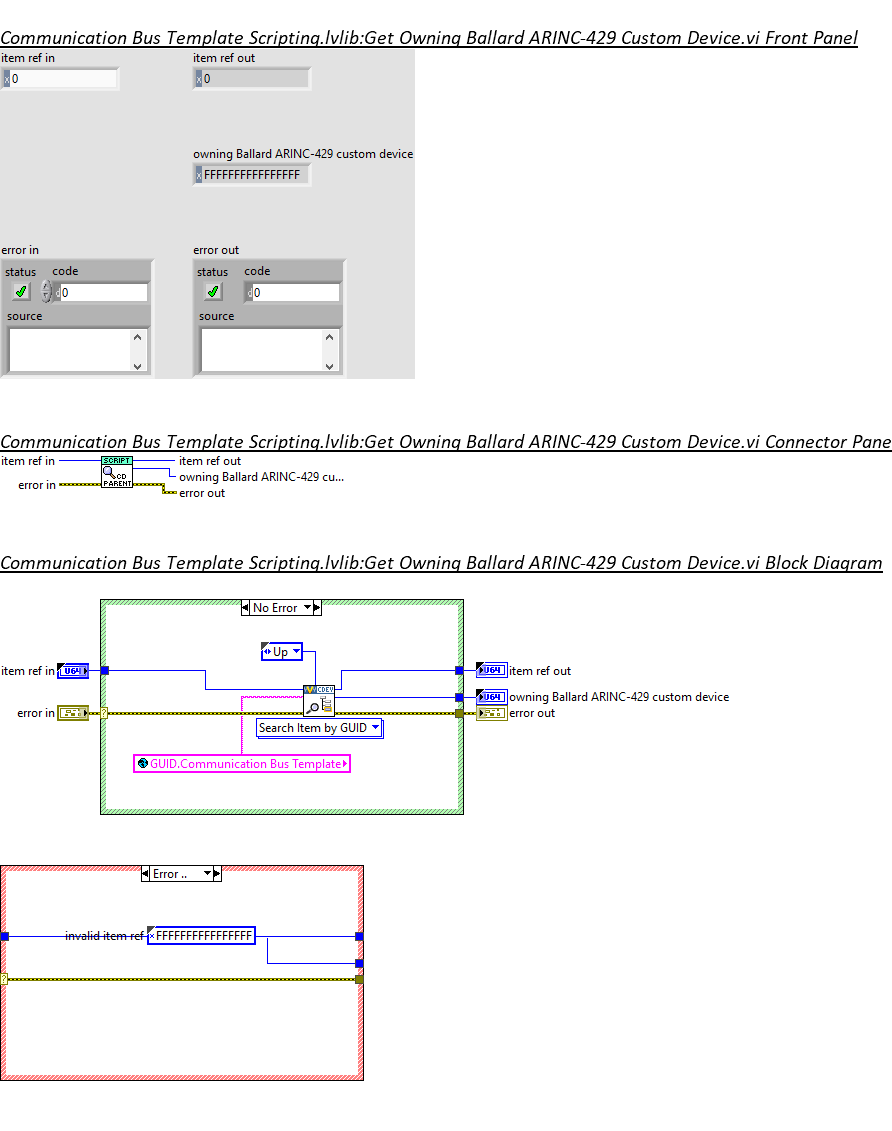 Communication Bus Template Scripting.lvlib:Get Owning Ballard ARINC-429 Custom Device.vi Front Panel
item ref in
item ref out
x 0
x 0
owning Ballard ARINC-429 custom device
x FFFFFFFFFFFFFFFF
error in
error out
status code
status code
d 0
d 0
source
source
Communication Bus Template Scripting.lvlib:Get Owning Ballard ARINC-429 Custom Device.vi Connector Pane
item ref in
SCRIPT
CD
PARENT
item ref out
owning Ballard ARINC-429 cu...
error in
error out
Communication Bus Template Scripting.lvlib:Get Owning Ballard ARINC-429 Custom Device.vi Block Diagram
No Error
Up
item ref in
U64
U64
item ref out
CDEV
U64
owning Ballard ARINC-429 custom device
error in
?
error out
Search Item by GUID
GUID.Communication Bus Template
Error ..
invalid item ref
x FFFFFFFFFFFFFFFF
?